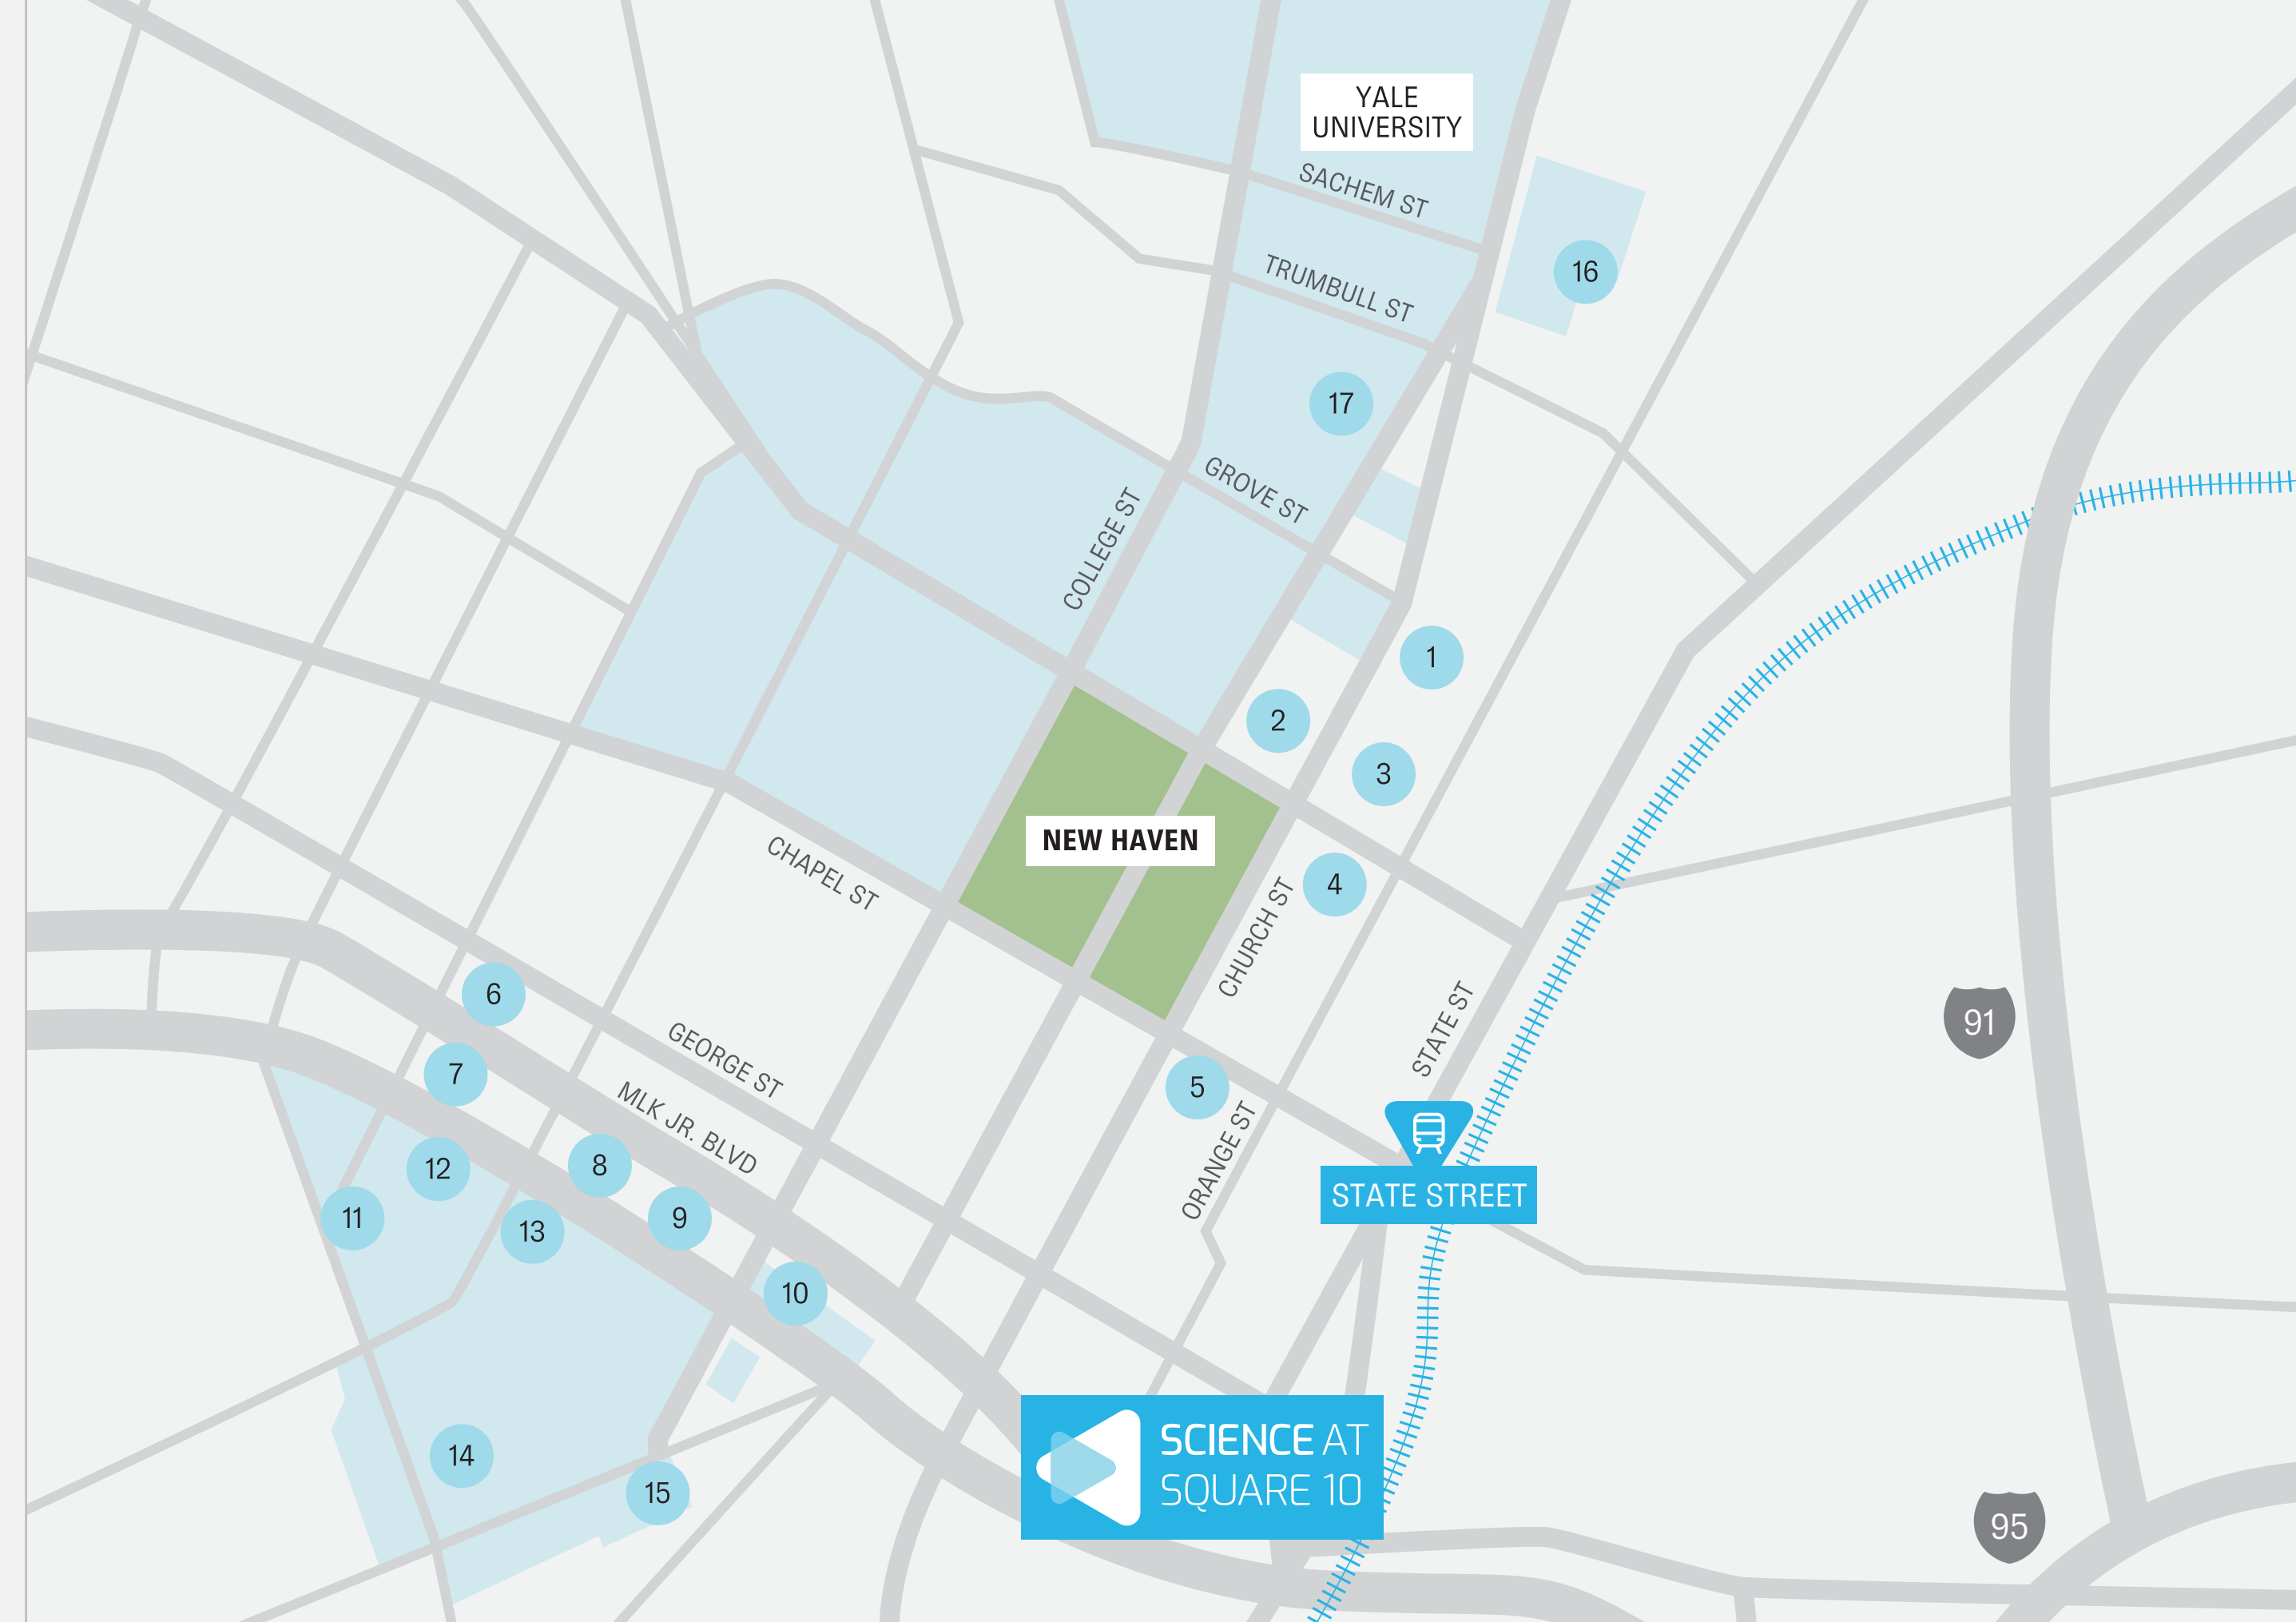 YALE
UNIVERSITY
SACHEM ST
TRUMBULL ST
16
17
GROVE ST
COLLEGE ST
1
2
3
NEW HAVEN
CHAPEL ST
4
CHURCH ST
STATE ST
6
91
GEORGE ST
7
5
MLK JR. BLVD
ORANGE ST
12
8
STATE STREET
11
9
13
10
SCIENCE AT
SQUARE 10
14
15
95